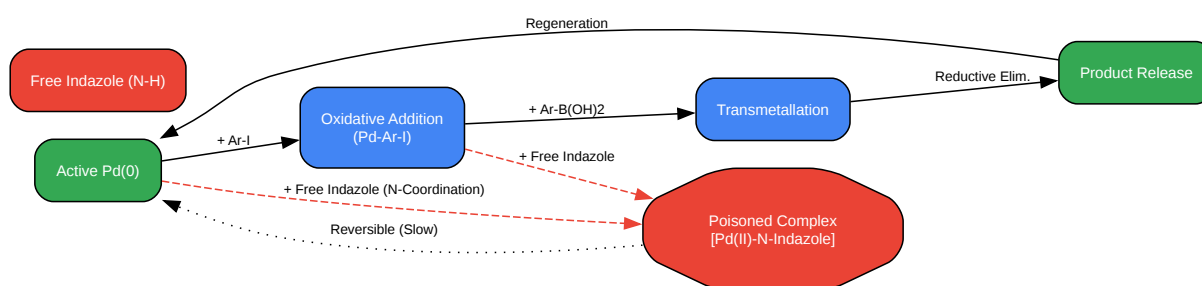 Regeneration
Free Indazole (N-H)
Product Release
Reductive Elim.
Oxidative Addition
(Pd-Ar-I)
+ Ar-B(OH)2
Transmetallation
+ Ar-I
Active Pd(0)
+ Free Indazole
+ Free Indazole (N-Coordination)
Poisoned Complex
[Pd(II)-N-Indazole]
Reversible (Slow)